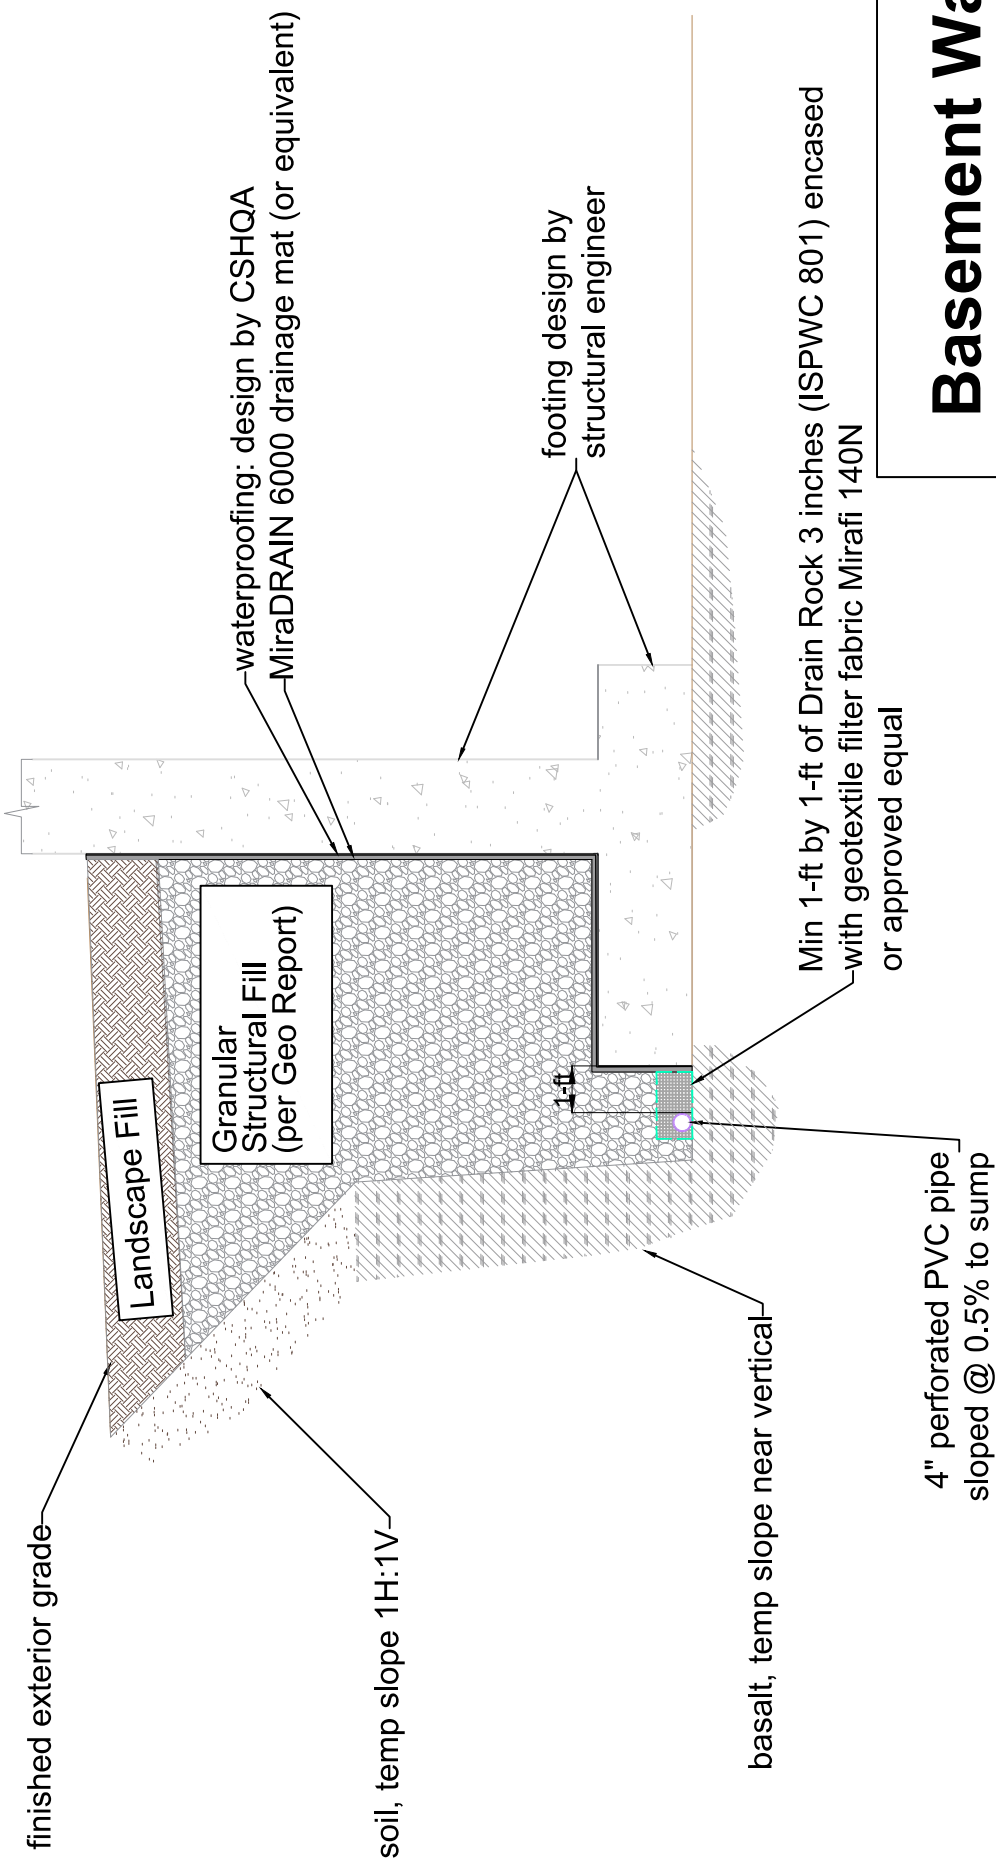 finished exterior grade
soil, temp slope 1H:1V
basalt, temp slope near vertical
4" perforated PVC pipe
sloped @ 0.5% to sump
Landscape Fill
Granular
Structural Fill
(per Geo Report)
1-ft
waterproofing: design by CSHQA
MiraDRAIN 6000 drainage mat (or equivalent)
footing design by
structural engineer
Min 1-ft by 1-ft of Drain Rock 3 inches (ISPWC 801) encased
with geotextile filter fabric Mirafi 140N
or approved equal
Basement Wa